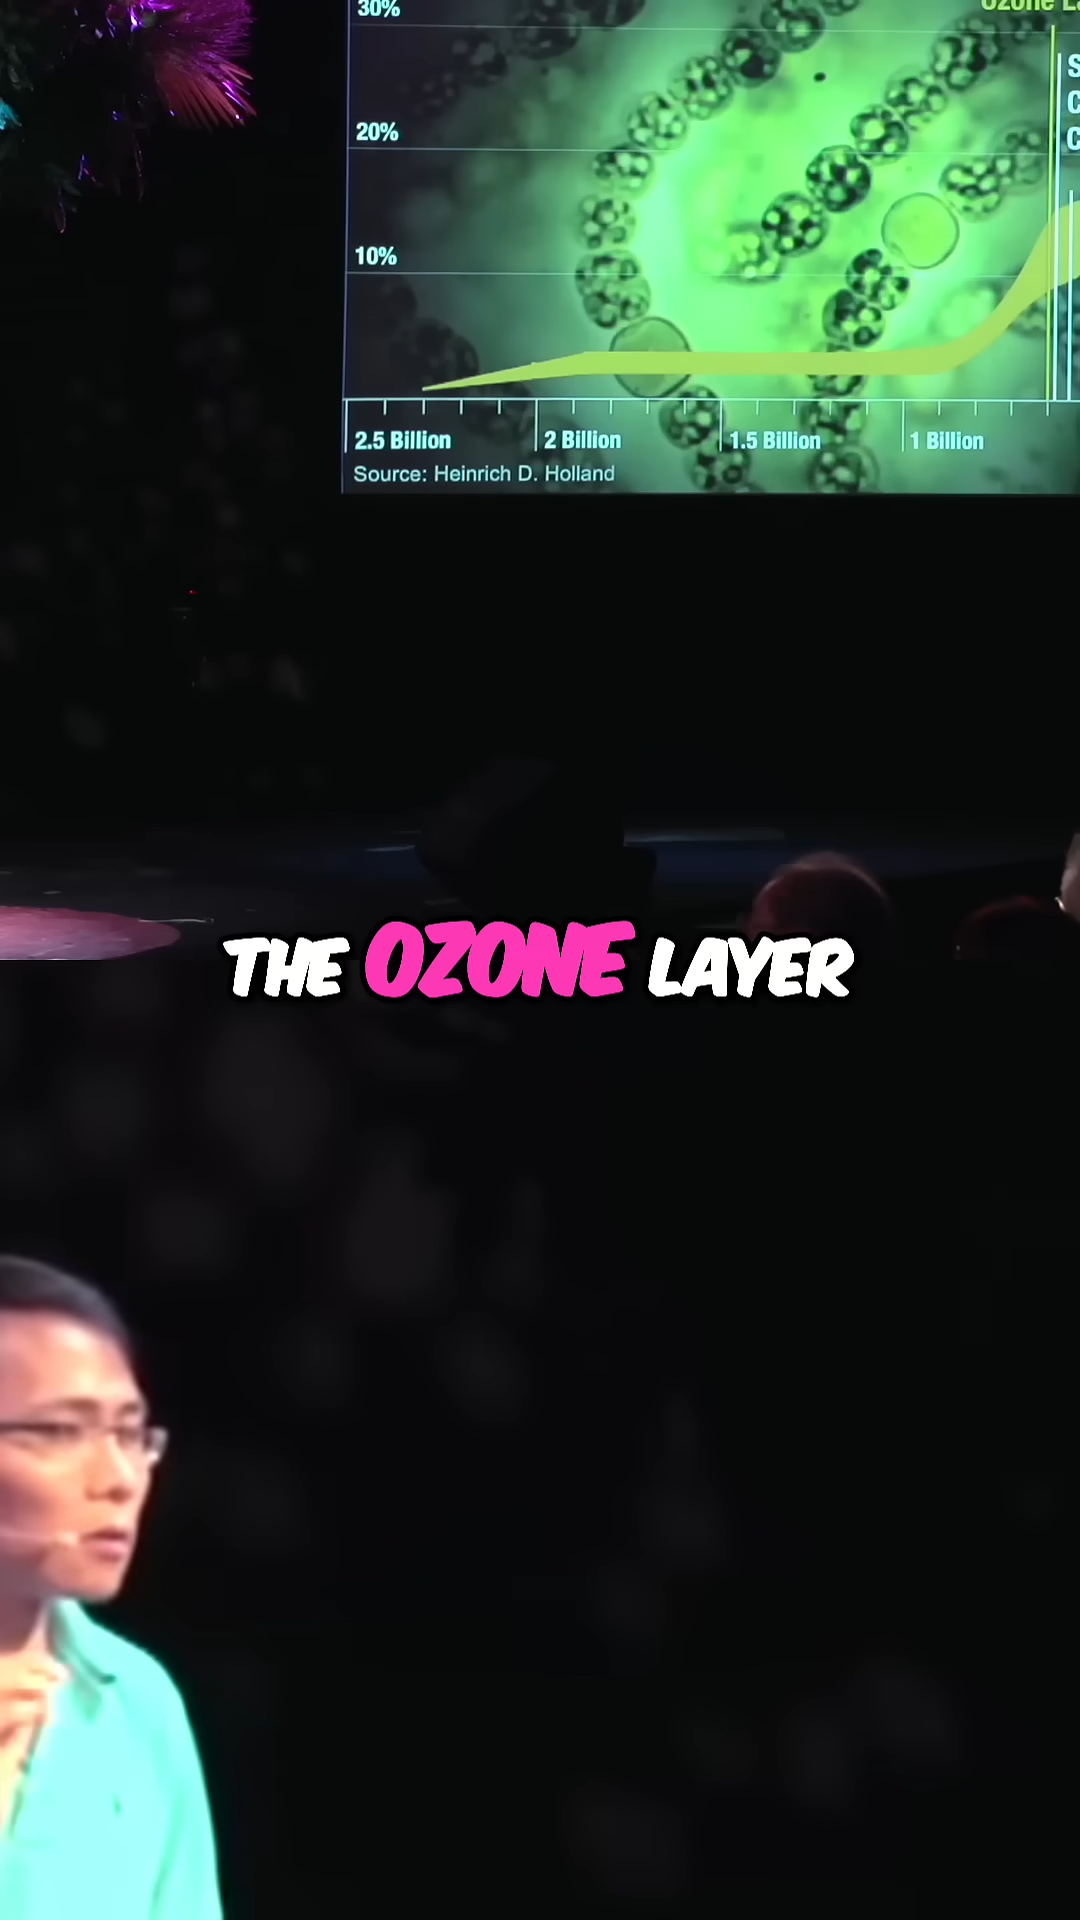 30%
Ozone
20%
10%
2.5 Billion
2 Billion
1.5 Billion
1 Billion
Source: Heinrich D. Holland
THE OZONE LAYER